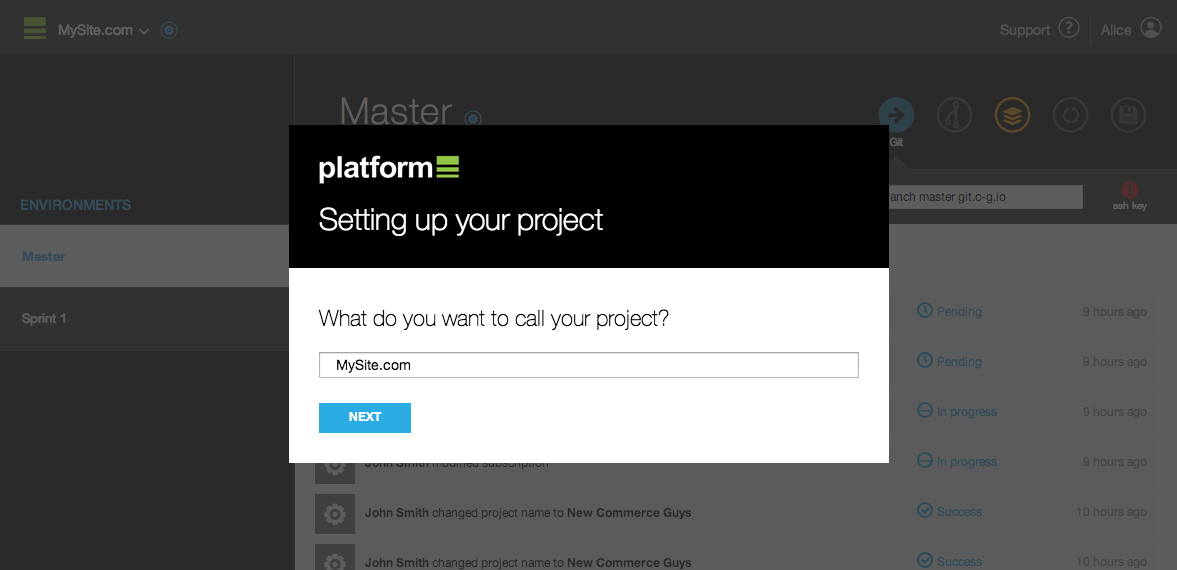 MySite.com
Support ?
Alice
Master
Git
ranch master git.c-g.io
ssh key
ENVIRONMENTS
Master
Sprint 1
platform
Setting up your project
What do you want to call your project?
MySite.com
NEXT
Pending 9 hours ago
Pending 9 hours ago
In progress 9 hours ago
John Smith modified subscription In progress 9 hours ago
John Smith changed project name to New Commerce Guys Success 10 hours ago
John Smith changed project name to New Commerce Guys Success 10 hours ago